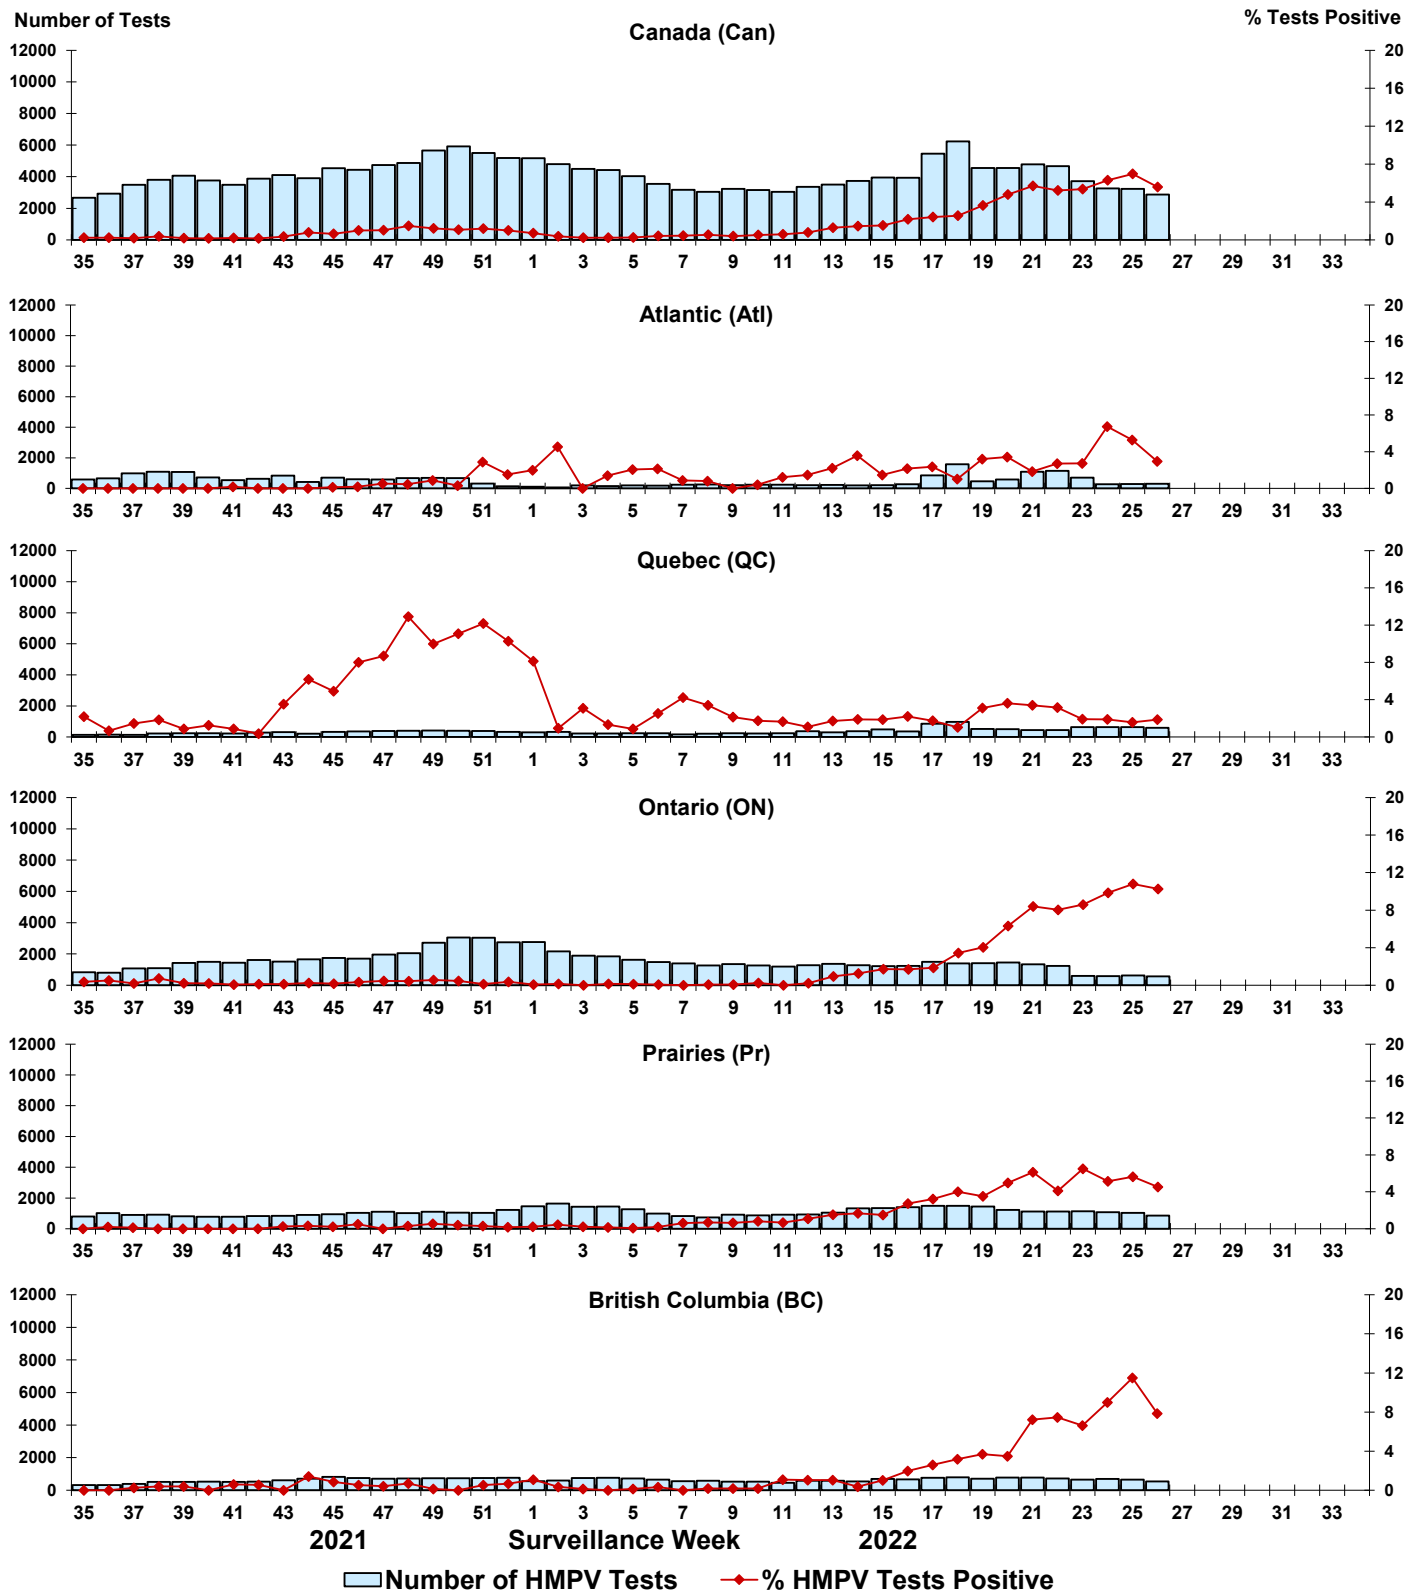 Number of Tests % Tests Positive
Canada (Can)
12000 20
10000 16
8000 12
6000 8
4000 4
2000 0
0
35 37 39 41 43 45 47 49 51 1 3 5 7 9 11 13 15 17 19 21 23 25 27 29 31 33
Atlantic (Atl)
12000 20
10000 16
8000 12
6000 8
4000 4
2000 0
0
35 37 39 41 43 45 47 49 51 1 3 5 7 9 11 13 15 17 19 21 23 25 27 29 31 33
Quebec (QC)
12000 20
10000 16
8000 12
6000 8
4000 4
2000 0
0
35 37 39 41 43 45 47 49 51 1 3 5 7 9 11 13 15 17 19 21 23 25 27 29 31 33
Ontario (ON)
12000 20
10000 16
8000 12
6000 8
4000 4
2000 0
0
35 37 39 41 43 45 47 49 51 1 3 5 7 9 11 13 15 17 19 21 23 25 27 29 31 33
Prairies (Pr)
12000 20
10000 16
8000 12
6000 8
4000 4
2000 0
0
35 37 39 41 43 45 47 49 51 1 3 5 7 9 11 13 15 17 19 21 23 25 27 29 31 33
British Columbia (BC)
12000 20
10000 16
8000 12
6000 8
4000 4
2000 0
0
35 37 39 41 43 45 47 49 51 1 3 5 7 9 11 13 15 17 19 21 23 25 27 29 31 33
2021 Surveillance Week 2022
Number of HMPV Tests % HMPV Tests Positive